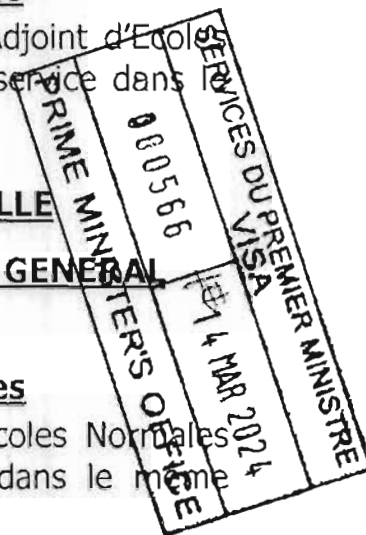 Adjoint d'Ecoles
service dans le
LLE
GENERAL
es
coles Normales
dans le même
SERVICES DU PREMIER MINISTRE
VISA
000566
14 MAR 2024
PRIME MINISTER'S OFFICE